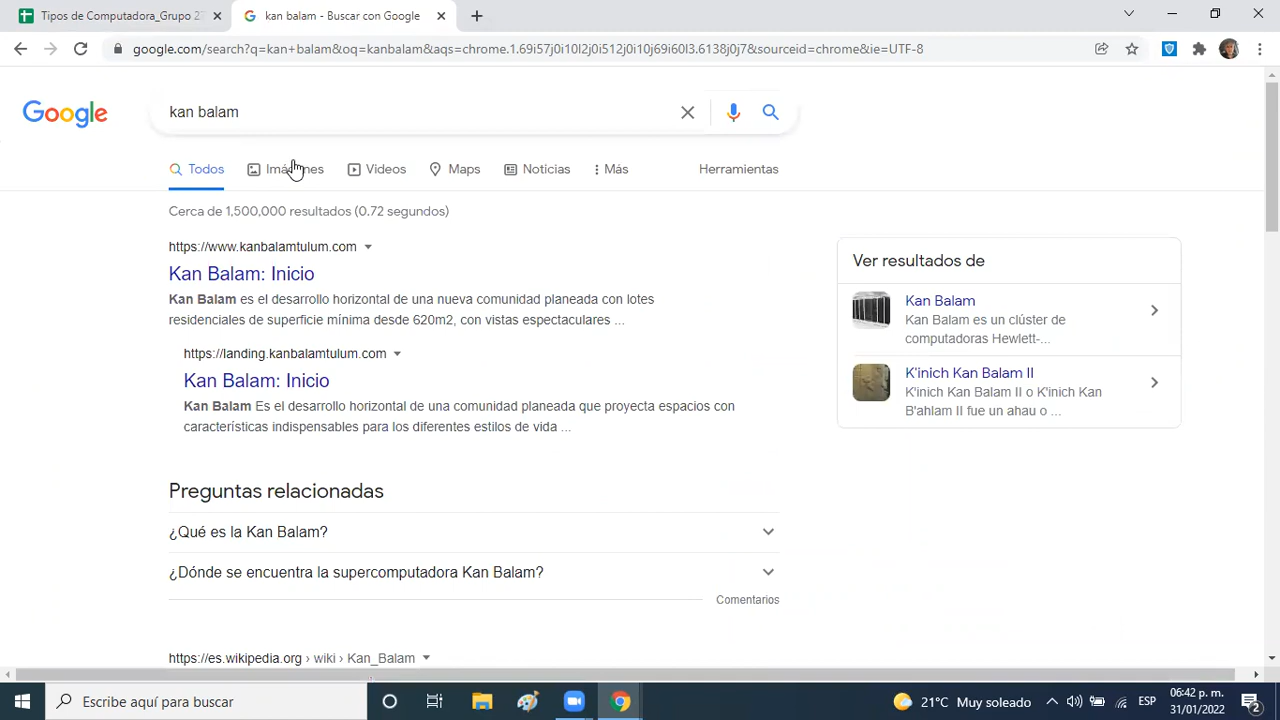 Tipos de Computadora_Grupo 2
kan balam - Buscar con Google
google.com/search?q=kan+balam&oq=kanbalam&aqs=chrome.1.69i57j0i10l2j0i512j0i10j69i60l3.6138j0j7&sourceid=chrome&ie=UTF-8
Google
kan balam
Todos
Imágenes
Videos
Maps
Noticias
Más
Herramientas
Cerca de 1,500,000 resultados (0.72 segundos)
https://www.kanbalamtulum.com
Kan Balam: Inicio
Kan Balam es el desarrollo horizontal de una nueva comunidad planeada con lotes
residenciales de superficie mínima desde 620m2, con vistas espectaculares ...
https://landing.kanbalamtulum.com
Kan Balam: Inicio
Kan Balam Es el desarrollo horizontal de una comunidad planeada que proyecta espacios con
características indispensables para los diferentes estilos de vida ...
Preguntas relacionadas
¿Qué es la Kan Balam?
¿Dónde se encuentra la supercomputadora Kan Balam?
Comentarios
https://es.wikipedia.org › wiki › Kan_Balam
Ver resultados de
Kan Balam
Kan Balam es un clúster de
computadoras Hewlett-...
K'inich Kan Balam II
K'inich Kan Balam II o K'inich Kan
B'ahlam II fue un ahau o ...
Escribe aquí para buscar
21°C Muy soleado
ESP
06:42 p. m.
31/01/2022
2